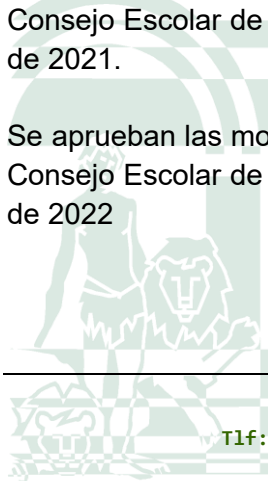 Consejo Escolar de
de 2021.
Se aprueban las mo
Consejo Escolar de
de 2022
Tlf: